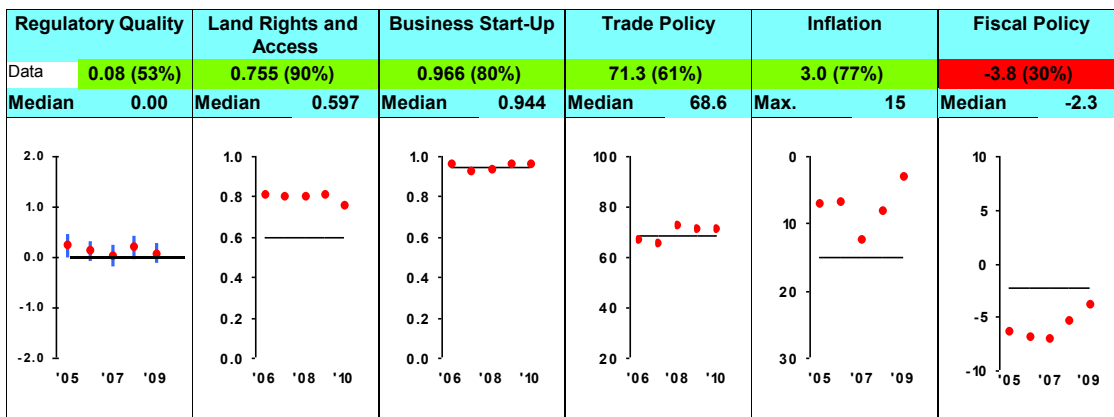 Regulatory Quality
Data 0.08 (53%)
Median 0.00
2.0
1.0
0.0
-1.0
-2.0
'05 '07 '09
Land Rights and
Access
0.755 (90%)
Median 0.597
1.0
0.8
0.6
0.4
0.2
0.0
'06 '08 '10
Business Start-Up
0.966 (80%)
Median 0.944
1.0
0.8
0.6
0.4
0.2
0.0
'06 '08 '10
Trade Policy
71.3 (61%)
Median 68.6
100
80
60
40
20
'06 '08 '10
Inflation
3.0 (77%)
Max. 15
0
10
20
30
'05 '07 '09
Fiscal Policy
-3.8 (30%)
Median -2.3
10
5
0
-5
-10
'05 '07 '09